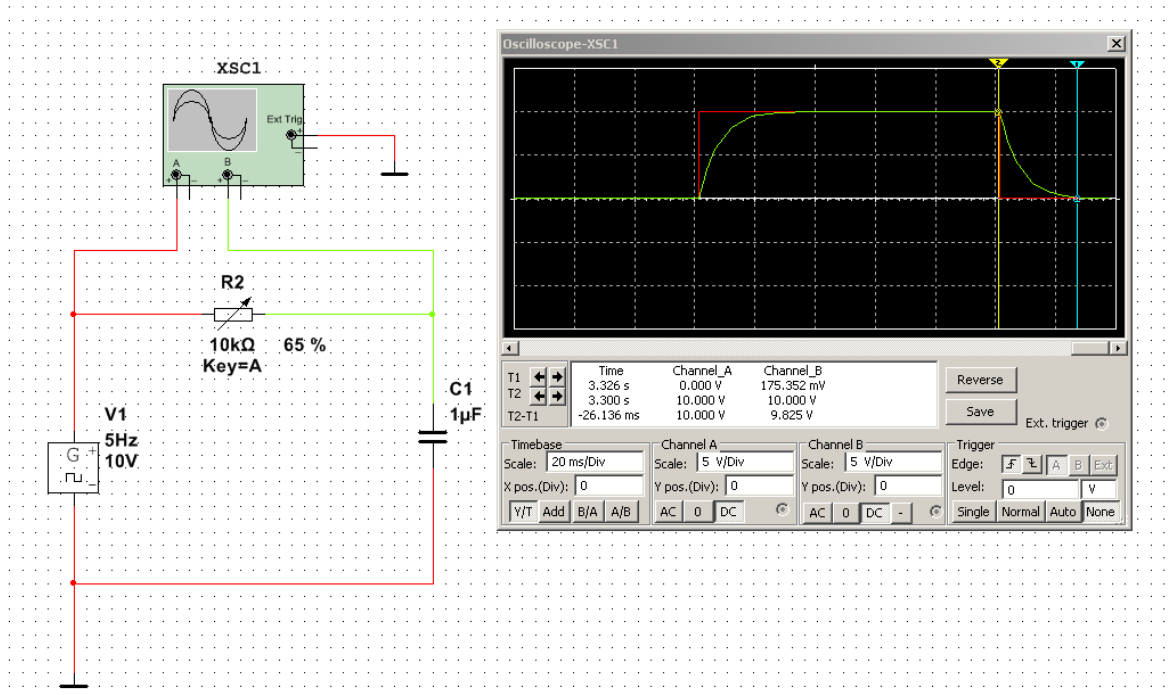 XSC1
Ext Trig
+
–
A
B
+ –
+ –
R2
10kΩ 65 %
Key=A
C1
1µF
V1
5Hz
10V
G
+
–
Oscilloscope-XSC1
2
1
T1
T2
T2-T1
Time Channel_A Channel_B
3.326 s 0.000 V 175.352 mV
3.300 s 10.000 V 10.000 V
-26.136 ms 10.000 V 9.825 V
Reverse
Save
Ext. trigger
Timebase
Scale: 20 ms/Div
X pos.(Div): 0
Y/T Add B/A A/B
Channel A
Scale: 5 V/Div
Y pos.(Div): 0
AC 0 DC
Channel B
Scale: 5 V/Div
Y pos.(Div): 0
AC 0 DC -
Trigger
Edge: A B Ext
Level: 0 V
Single Normal Auto None